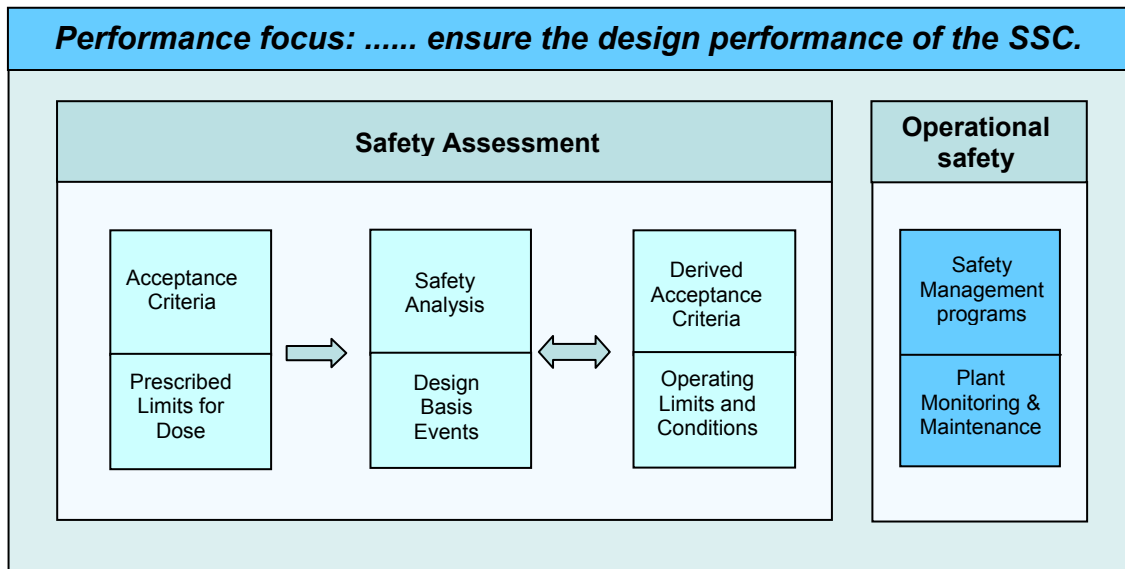 Performance focus: ...... ensure the design performance of the SSC.
Safety Assessment
Operational
safety
Acceptance
Criteria
Prescribed
Limits for
Dose
Safety
Analysis
Design
Basis
Events
Derived
Acceptance
Criteria
Operating
Limits and
Conditions
Safety
Management
programs
Plant
Monitoring &
Maintenance